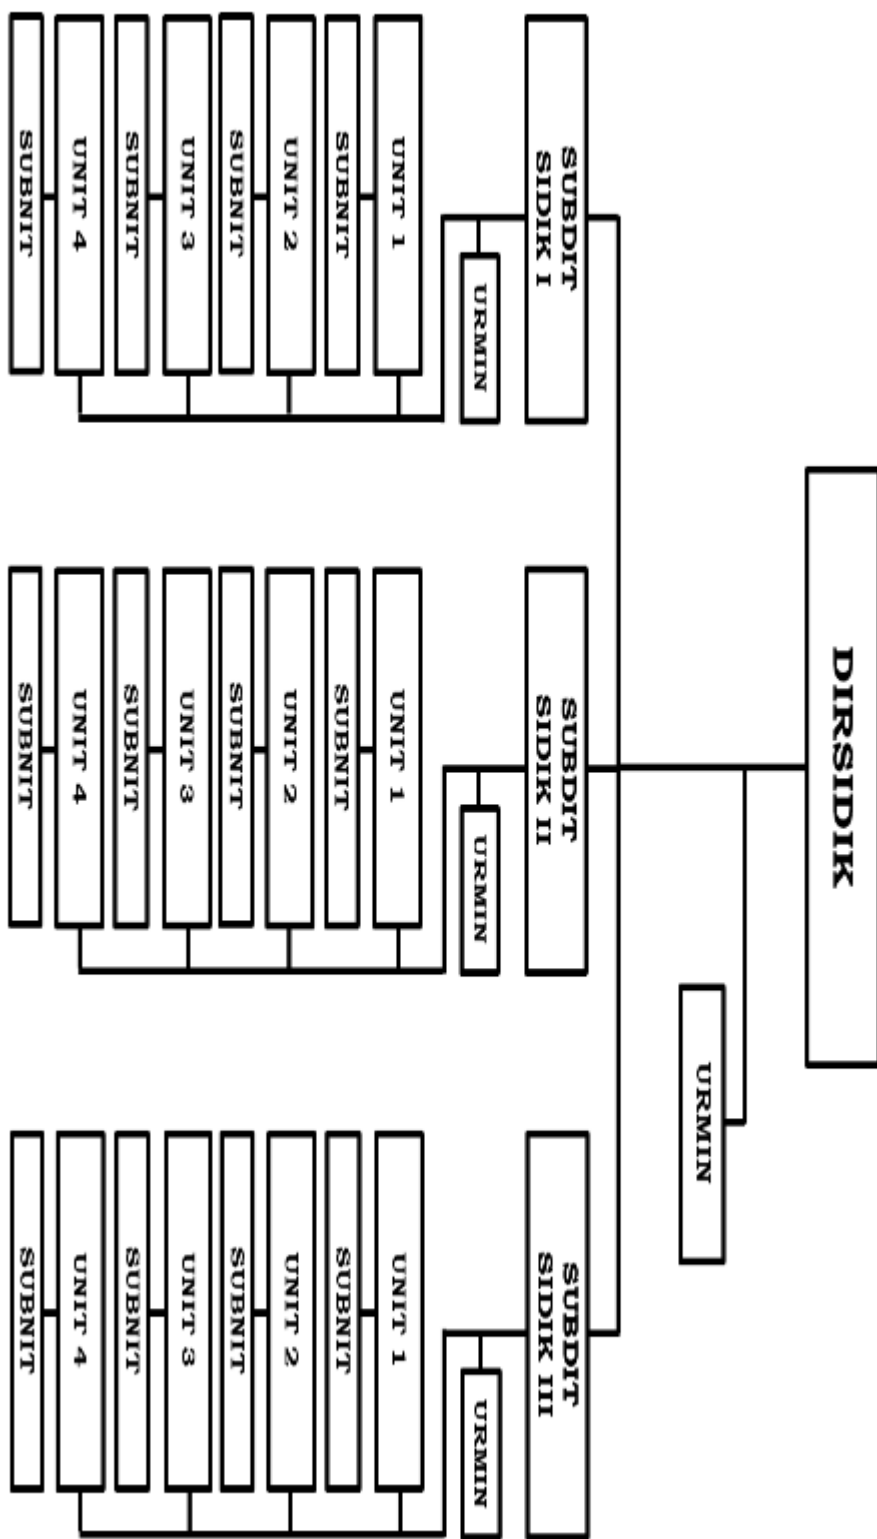 DIRSIDIK
URMIN
SUBDIT
SIDIK I
URMIN
UNIT 1
SUBNIT
UNIT 2
SUBNIT
UNIT 3
SUBNIT
UNIT 4
SUBNIT
SUBDIT
SIDIK II
URMIN
UNIT 1
SUBNIT
UNIT 2
SUBNIT
UNIT 3
SUBNIT
UNIT 4
SUBNIT
SUBDIT
SIDIK III
URMIN
UNIT 1
SUBNIT
UNIT 2
SUBNIT
UNIT 3
SUBNIT
UNIT 4
SUBNIT